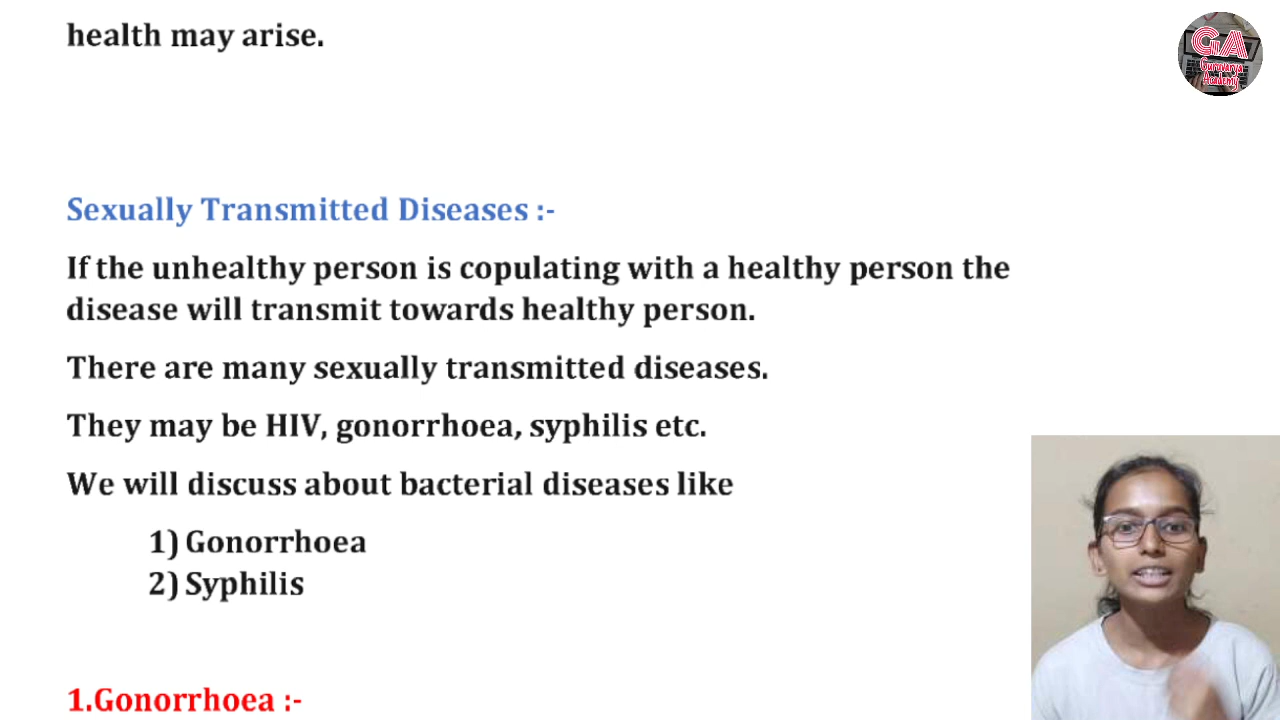 health may arise.
GA
Guruvarya
Academy
Sexually Transmitted Diseases :-
If the unhealthy person is copulating with a healthy person the
disease will transmit towards healthy person.
There are many sexually transmitted diseases.
They may be HIV, gonorrhoea, syphilis etc.
We will discuss about bacterial diseases like
1) Gonorrhoea
2) Syphilis
1.Gonorrhoea :-